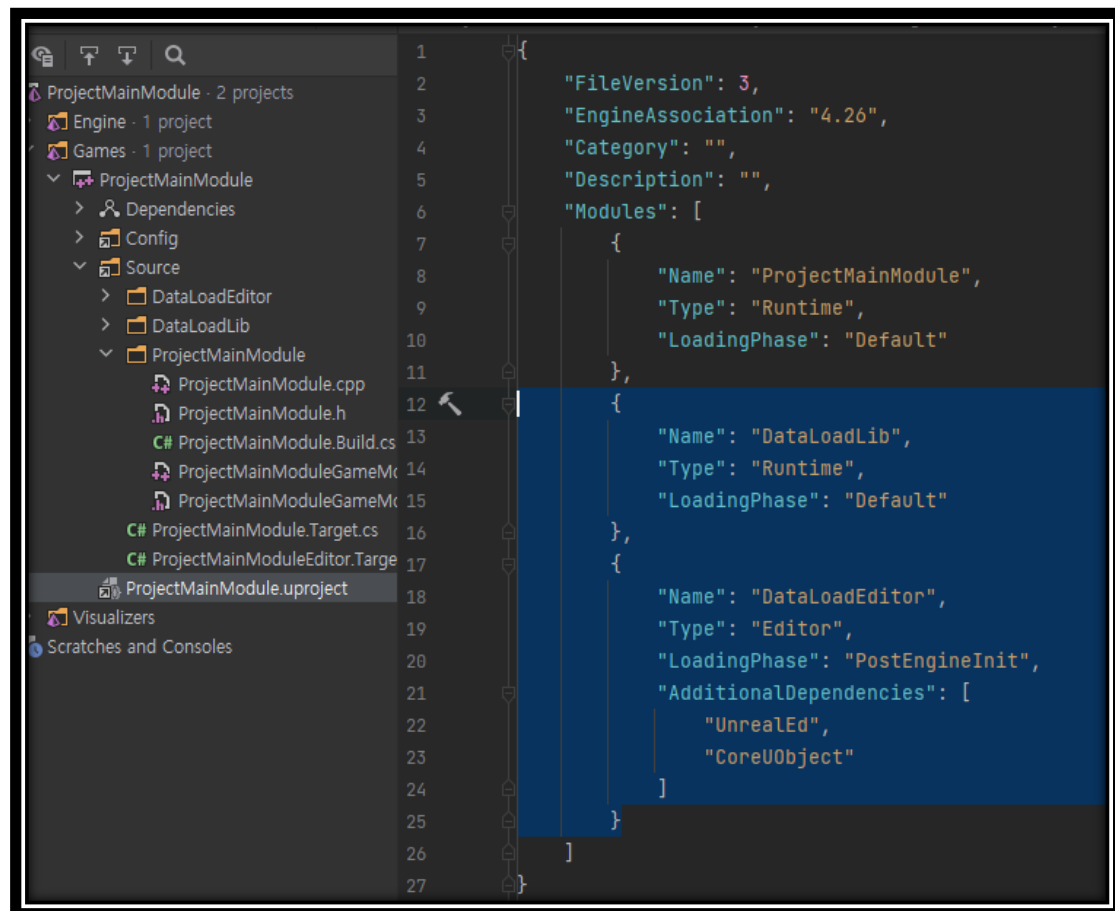 ProjectMainModule · 2 projects
Engine · 1 project
Games · 1 project
ProjectMainModule
Dependencies
Config
Source
DataLoadEditor
DataLoadLib
ProjectMainModule
ProjectMainModule.cpp
ProjectMainModule.h
C# ProjectMainModule.Build.cs
ProjectMainModuleGameMo
ProjectMainModuleGameMo
C# ProjectMainModule.Target.cs
C# ProjectMainModuleEditor.Targe
ProjectMainModule.uproject
Visualizers
Scratches and Consoles
1 {
2 "FileVersion": 3,
3 "EngineAssociation": "4.26",
4 "Category": "",
5 "Description": "",
6 "Modules": [
7 {
8 "Name": "ProjectMainModule",
9 "Type": "Runtime",
10 "LoadingPhase": "Default"
11 },
12 {
13 "Name": "DataLoadLib",
14 "Type": "Runtime",
15 "LoadingPhase": "Default"
16 },
17 {
18 "Name": "DataLoadEditor",
19 "Type": "Editor",
20 "LoadingPhase": "PostEngineInit",
21 "AdditionalDependencies": [
22 "UnrealEd",
23 "CoreUObject"
24 ]
25 }
26 ]
27 }